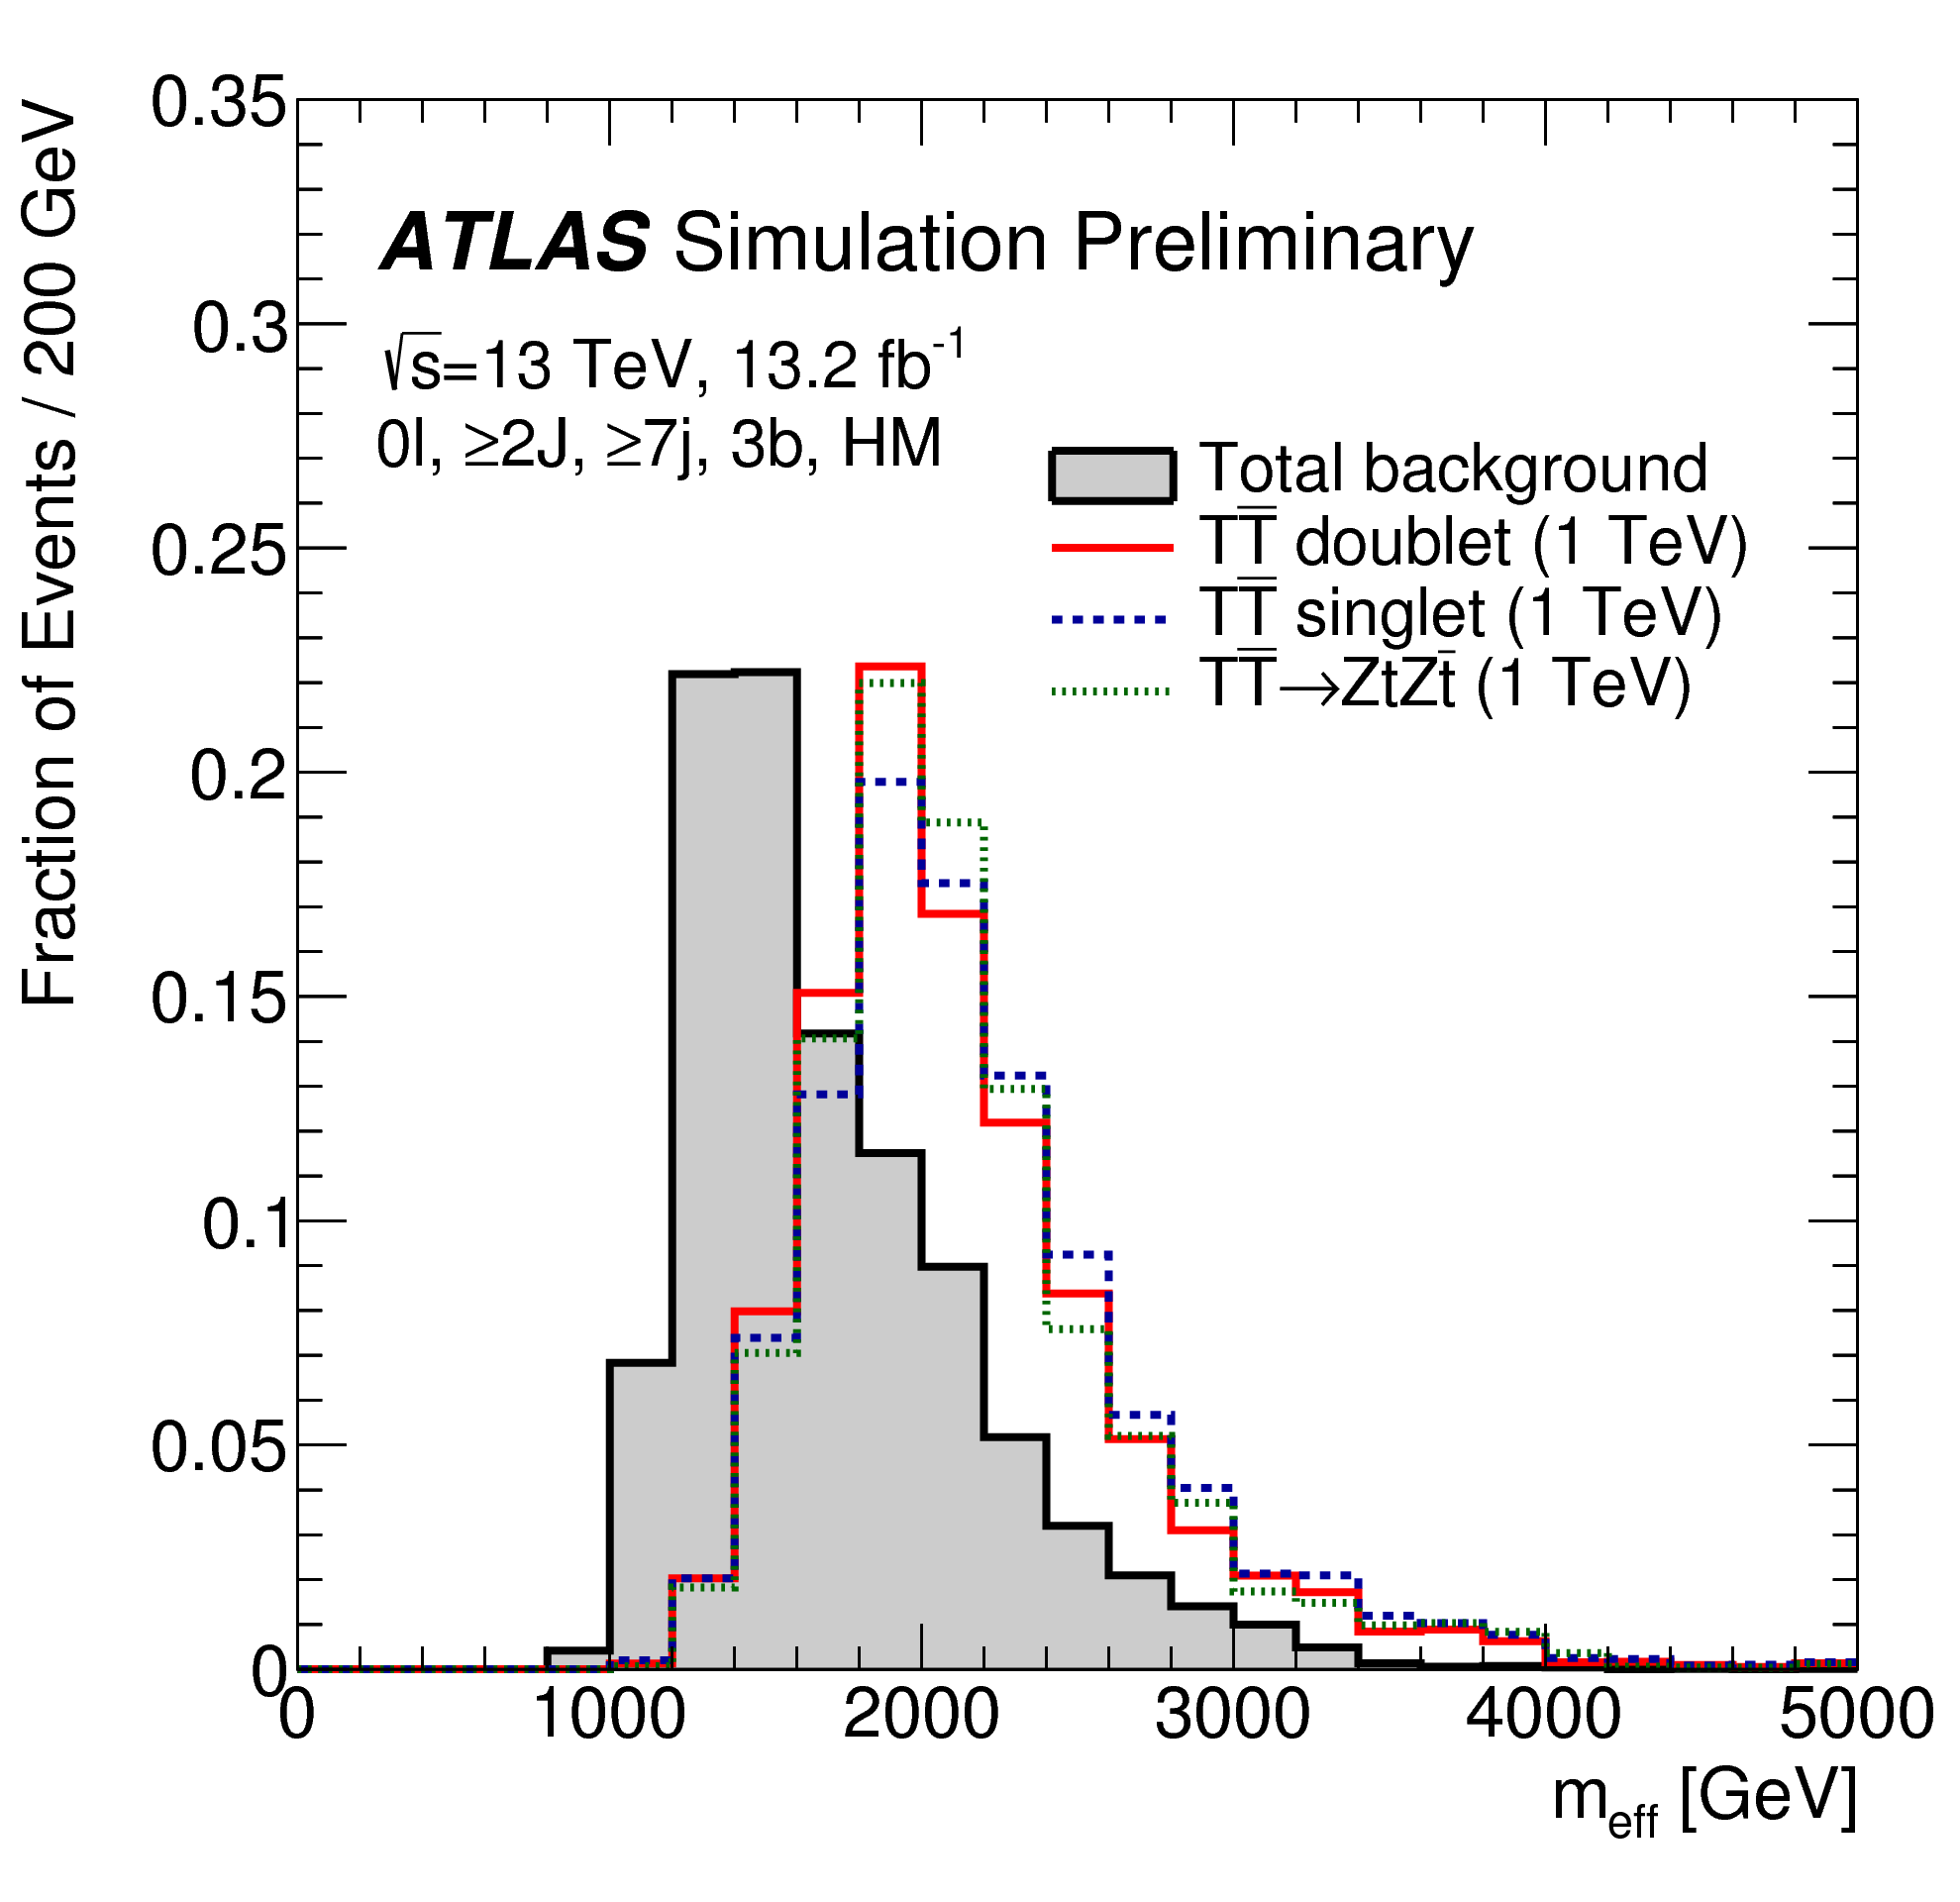 Fraction of Events / 200 GeV
0.35
0.3
0.25
0.2
0.15
0.1
0.05
0
ATLAS Simulation Preliminary
√s=13 TeV, 13.2 fb⁻¹
0l, ≥2J, ≥7j, 3b, HM
Total background
TT̅ doublet (1 TeV)
TT̅ singlet (1 TeV)
TT̅→ZtZt̅ (1 TeV)
0 1000 2000 3000 4000 5000
m_eff [GeV]